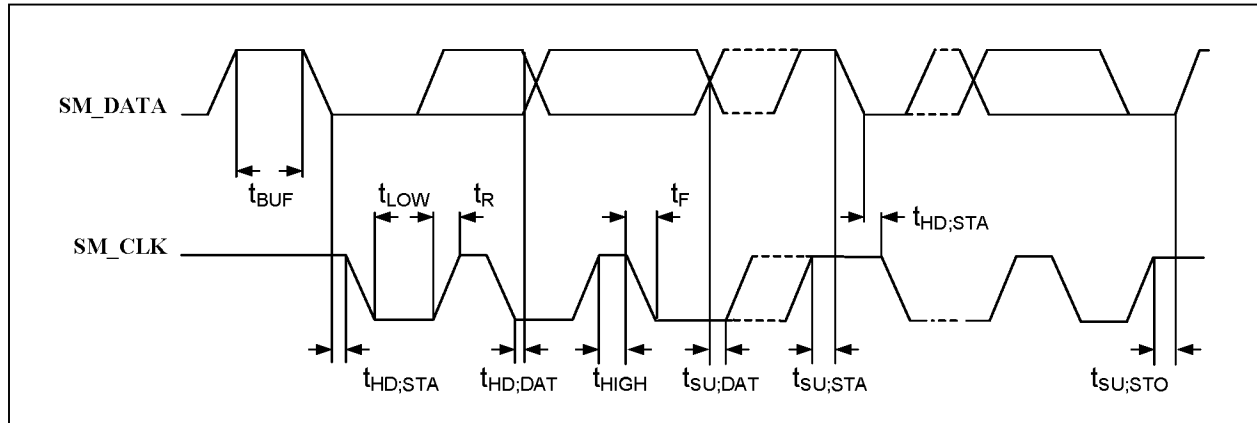 SM_DATA
tBUF
tLOW
tR
tF
tHD;STA
SM_CLK
tHD;STA
tHD;DAT
tHIGH
tSU;DAT
tSU;STA
tSU;STO